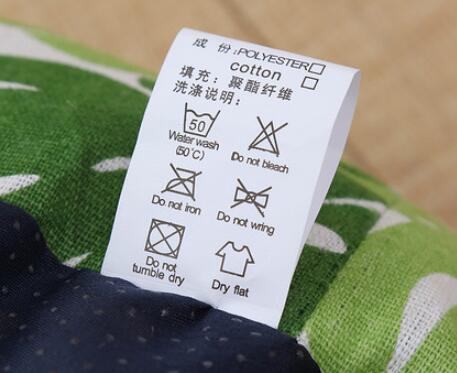 成 份:POLYESTER□
cotton □
填充: 聚酯纤维
洗涤说明:
50
Water wash
(50℃)
Do not bleach
Do not iron
Do not wring
Do not
tumble dry
Dry flat